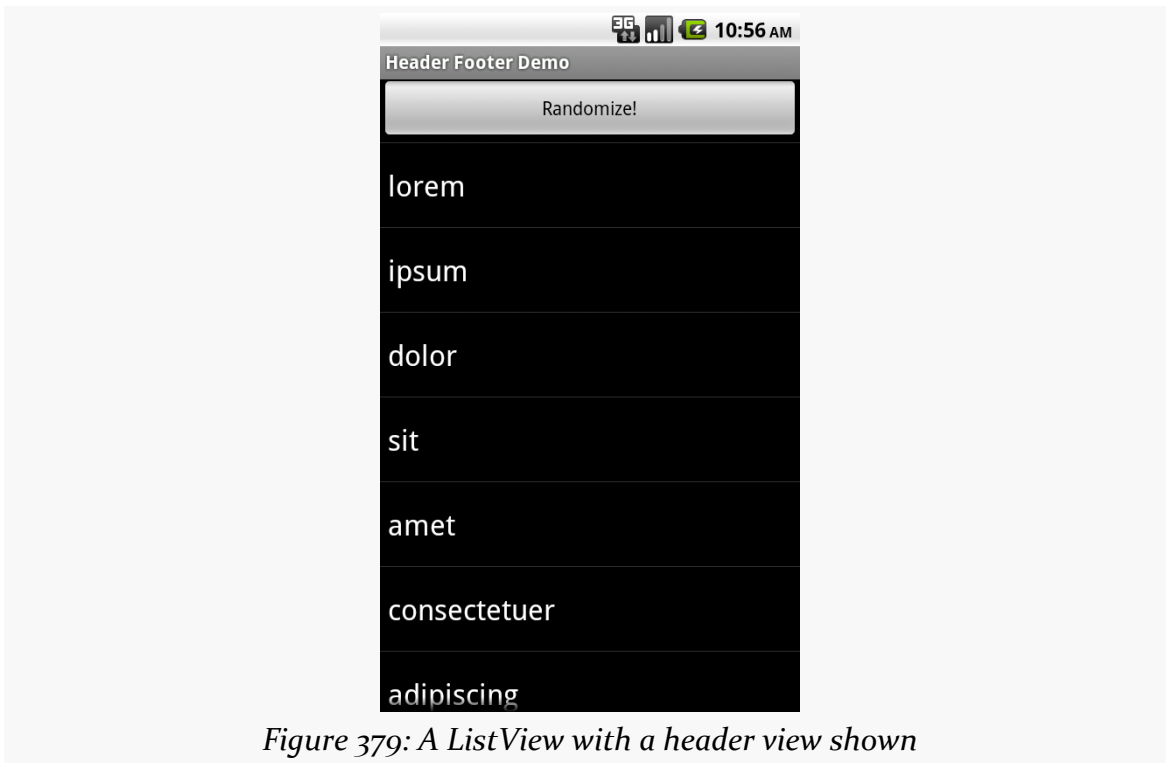 3G 10:56 AM
Header Footer Demo
Randomize!
lorem
ipsum
dolor
sit
amet
consectetuer
adipiscing
Figure 379: A ListView with a header view shown